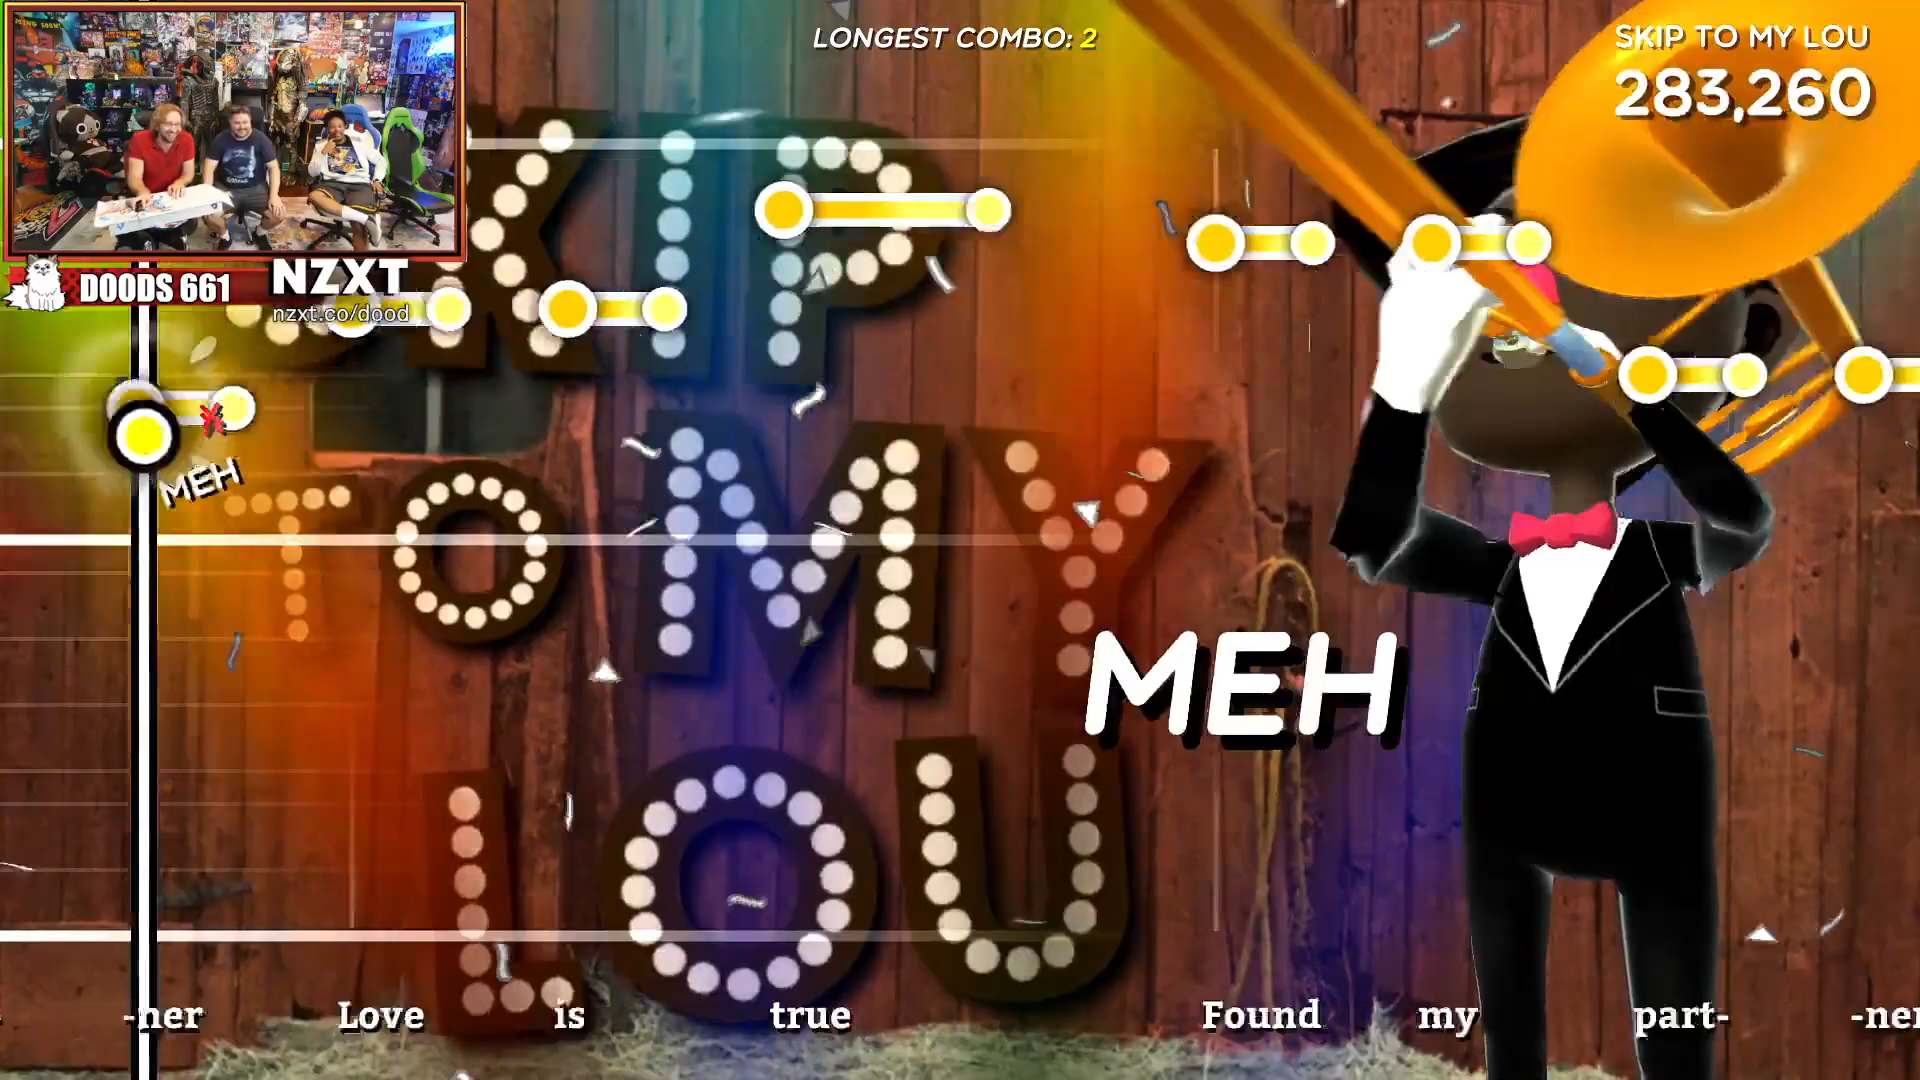 LONGEST COMBO: 2
SKIP TO MY LOU
283,260
DOODS 661
NZXT
nzxt.co/dood
SKIP
TO MY
LOU
MEH
MEH
-ner Love is true Found my part- -ner